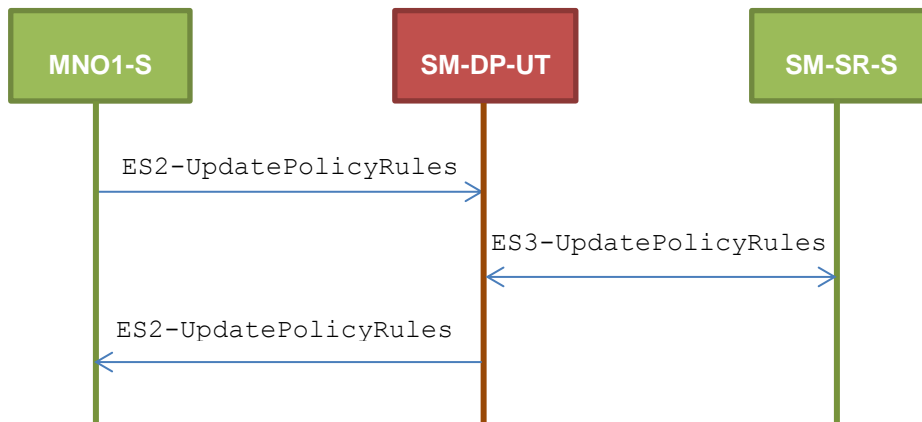 MNO1-S
SM-DP-UT
SM-SR-S
ES2-UpdatePolicyRules
ES3-UpdatePolicyRules
ES2-UpdatePolicyRules